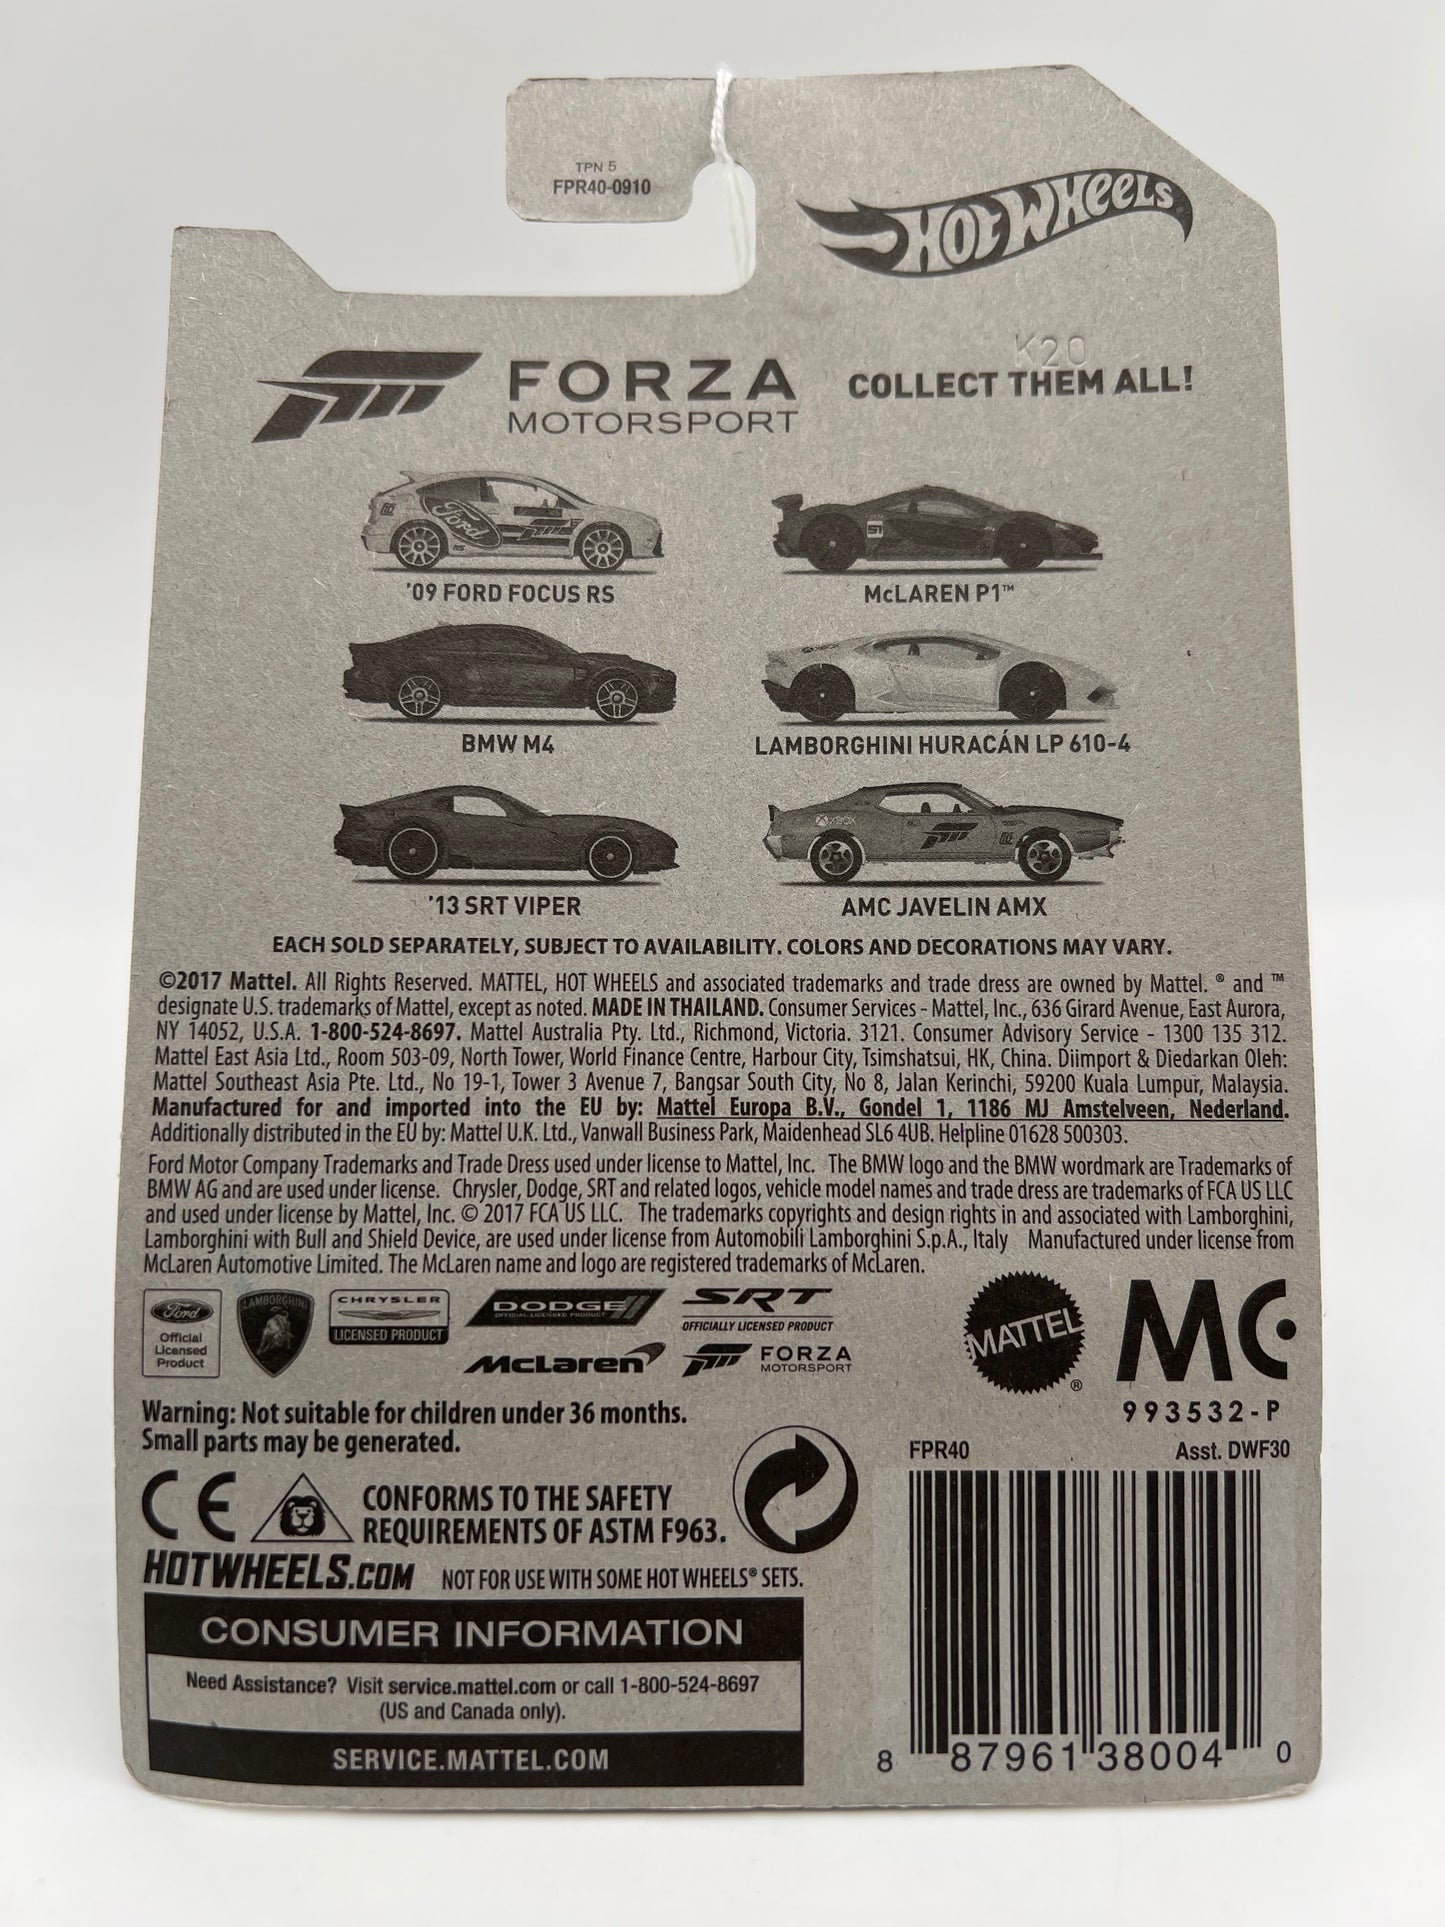 TPN 5
FPR40-0910
HOT WHEELS
K20
FORZA
MOTORSPORT
COLLECT THEM ALL!
Ford
51
'09 FORD FOCUS RS
McLAREN P1™
XBOX
BMW M4
LAMBORGHINI HURACÁN LP 610-4
XBOX
'13 SRT VIPER
AMC JAVELIN AMX
EACH SOLD SEPARATELY, SUBJECT TO AVAILABILITY. COLORS AND DECORATIONS MAY VARY.
©2017 Mattel. All Rights Reserved. MATTEL, HOT WHEELS and associated trademarks and trade dress are owned by Mattel. ® and ™
designate U.S. trademarks of Mattel, except as noted. MADE IN THAILAND. Consumer Services - Mattel, Inc., 636 Girard Avenue, East Aurora,
NY 14052, U.S.A. 1-800-524-8697. Mattel Australia Pty. Ltd., Richmond, Victoria. 3121. Consumer Advisory Service - 1300 135 312.
Mattel East Asia Ltd., Room 503-09, North Tower, World Finance Centre, Harbour City, Tsimshatsui, HK, China. Diimport & Diedarkan Oleh:
Mattel Southeast Asia Pte. Ltd., No 19-1, Tower 3 Avenue 7, Bangsar South City, No 8, Jalan Kerinchi, 59200 Kuala Lumpur, Malaysia.
Manufactured for and imported into the EU by: Mattel Europa B.V., Gondel 1, 1186 MJ Amstelveen, Nederland.
Additionally distributed in the EU by: Mattel U.K. Ltd., Vanwall Business Park, Maidenhead SL6 4UB. Helpline 01628 500303.
Ford Motor Company Trademarks and Trade Dress used under license to Mattel, Inc. The BMW logo and the BMW wordmark are Trademarks of
BMW AG and are used under license. Chrysler, Dodge, SRT and related logos, vehicle model names and trade dress are trademarks of FCA US LLC
and used under license by Mattel, Inc. © 2017 FCA US LLC. The trademarks copyrights and design rights in and associated with Lamborghini,
Lamborghini with Bull and Shield Device, are used under license from Automobili Lamborghini S.p.A., Italy Manufactured under license from
McLaren Automotive Limited. The McLaren name and logo are registered trademarks of McLaren.
Ford
Official
Licensed
Product
LAMBORGHINI
CHRYSLER
LICENSED PRODUCT
DODGE
OFFICIAL LICENSED PRODUCT
SRT
OFFICIALLY LICENSED PRODUCT
McLaren
FORZA
MOTORSPORT
MATTEL®
MC
993532-P
Warning: Not suitable for children under 36 months.
Small parts may be generated.
CE
CONFORMS TO THE SAFETY
REQUIREMENTS OF ASTM F963.
HOTWHEELS.COM
NOT FOR USE WITH SOME HOT WHEELS® SETS.
CONSUMER INFORMATION
Need Assistance? Visit service.mattel.com or call 1-800-524-8697
(US and Canada only).
SERVICE.MATTEL.COM
FPR40
Asst. DWF30
8 87961 38004 0